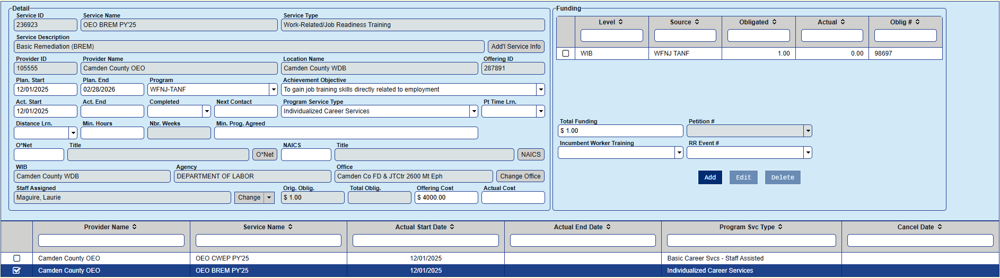 Detail
Service ID Service Name Service Type
236923 OEO BREM PY'25 Work-Related/Job Readiness Training
Service Description
Basic Remediation (BREM) Add'l Service Info
Provider ID Provider Name Location Name Offering ID
105555 Camden County OEO Camden County WDB 287891
Plan. Start Plan. End Program Achievement Objective
12/01/2025 02/28/2026 WFNJ-TANF To gain job training skills directly related to employment
Act. Start Act. End Completed Next Contact Program Service Type Pt Time Lrn.
12/01/2025 Individualized Career Services
Distance Lrn. Min. Hours Nbr. Weeks Min. Prog. Agreed
O*Net Title NAICS Title
O*Net NAICS
WIB Agency Office
Camden County WDB DEPARTMENT OF LABOR Camden Co FD & JTCtr 2600 Mt Eph Change Office
Staff Assigned Orig. Oblig. Total Oblig. Offering Cost Actual Cost
Maguire, Laurie Change $ 1.00 $ 4000.00
Funding
Level Source Obligated Actual Oblig #
WIB WFNJ TANF 1.00 0.00 98697
Total Funding Petition #
$ 1.00
Incumbent Worker Training RR Event #
Add Edit Delete
Provider Name Service Name Actual Start Date Actual End Date Program Svc Type Cancel Date
Camden County OEO OEO CWEP PY'25 12/01/2025 Basic Career Svcs - Staff Assisted
Camden County OEO OEO BREM PY'25 12/01/2025 Individualized Career Services